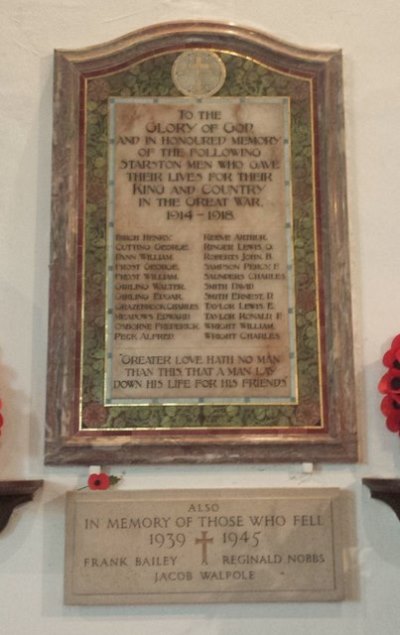 TO THE
GLORY OF GOD
AND IN HONOURED MEMORY
OF THE FOLLOWING
STARSTON MEN WHO GAVE
THEIR LIVES FOR THEIR
KING AND COUNTRY
IN THE GREAT WAR.
1914-1918.
BIRCH HENRY. REEVE ARTHUR.
CUTTING GEORGE. RINGER LEWIS. O.
DANN WILLIAM. ROBERTS JOHN B.
FROST GEORGE. SAMPSON PERCY. F.
FROST WILLIAM. SAUNDERS CHARLES.
GIRLING WALTER. SMITH DAVID.
GIRLING EDGAR. SMITH ERNEST. D.
GRAZEBROOK CHARLES TAYLOR LEWIS. E.
MEADOWS EDWARD. TAYLOR RONALD. F.
OSBORNE FREDERICK. WRIGHT WILLIAM.
PECK ALFRED. WRIGHT CHARLES.
"GREATER LOVE HATH NO MAN
THAN THIS THAT A MAN LAY
DOWN HIS LIFE FOR HIS FRIENDS
ALSO
IN MEMORY OF THOSE WHO FELL
1939 1945
FRANK BAILEY REGINALD NOBBS
JACOB WALPOLE